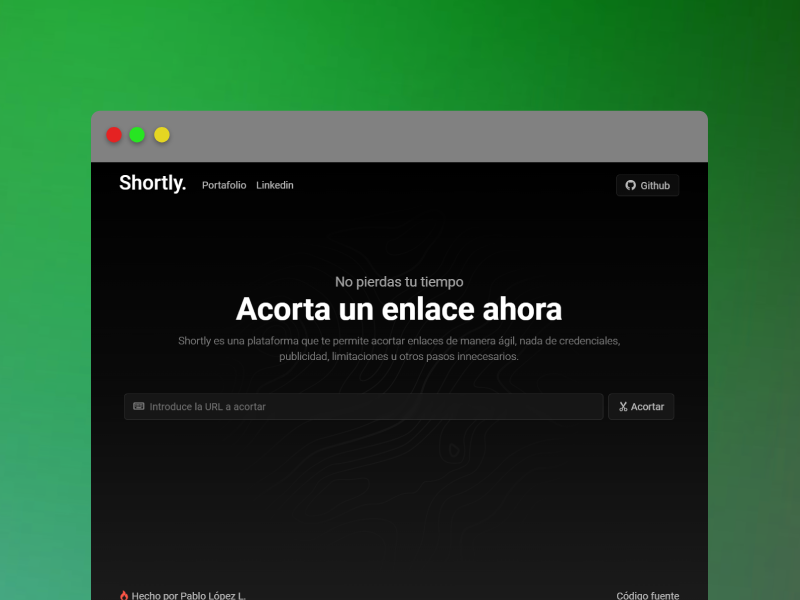 Shortly. Portafolio Linkedin Github
No pierdas tu tiempo
Acorta un enlace ahora
Shortly es una plataforma que te permite acortar enlaces de manera ágil, nada de credenciales,
publicidad, limitaciones u otros pasos innecesarios.
Introduce la URL a acortar Acortar
Hecho por Pablo López L. Código fuente